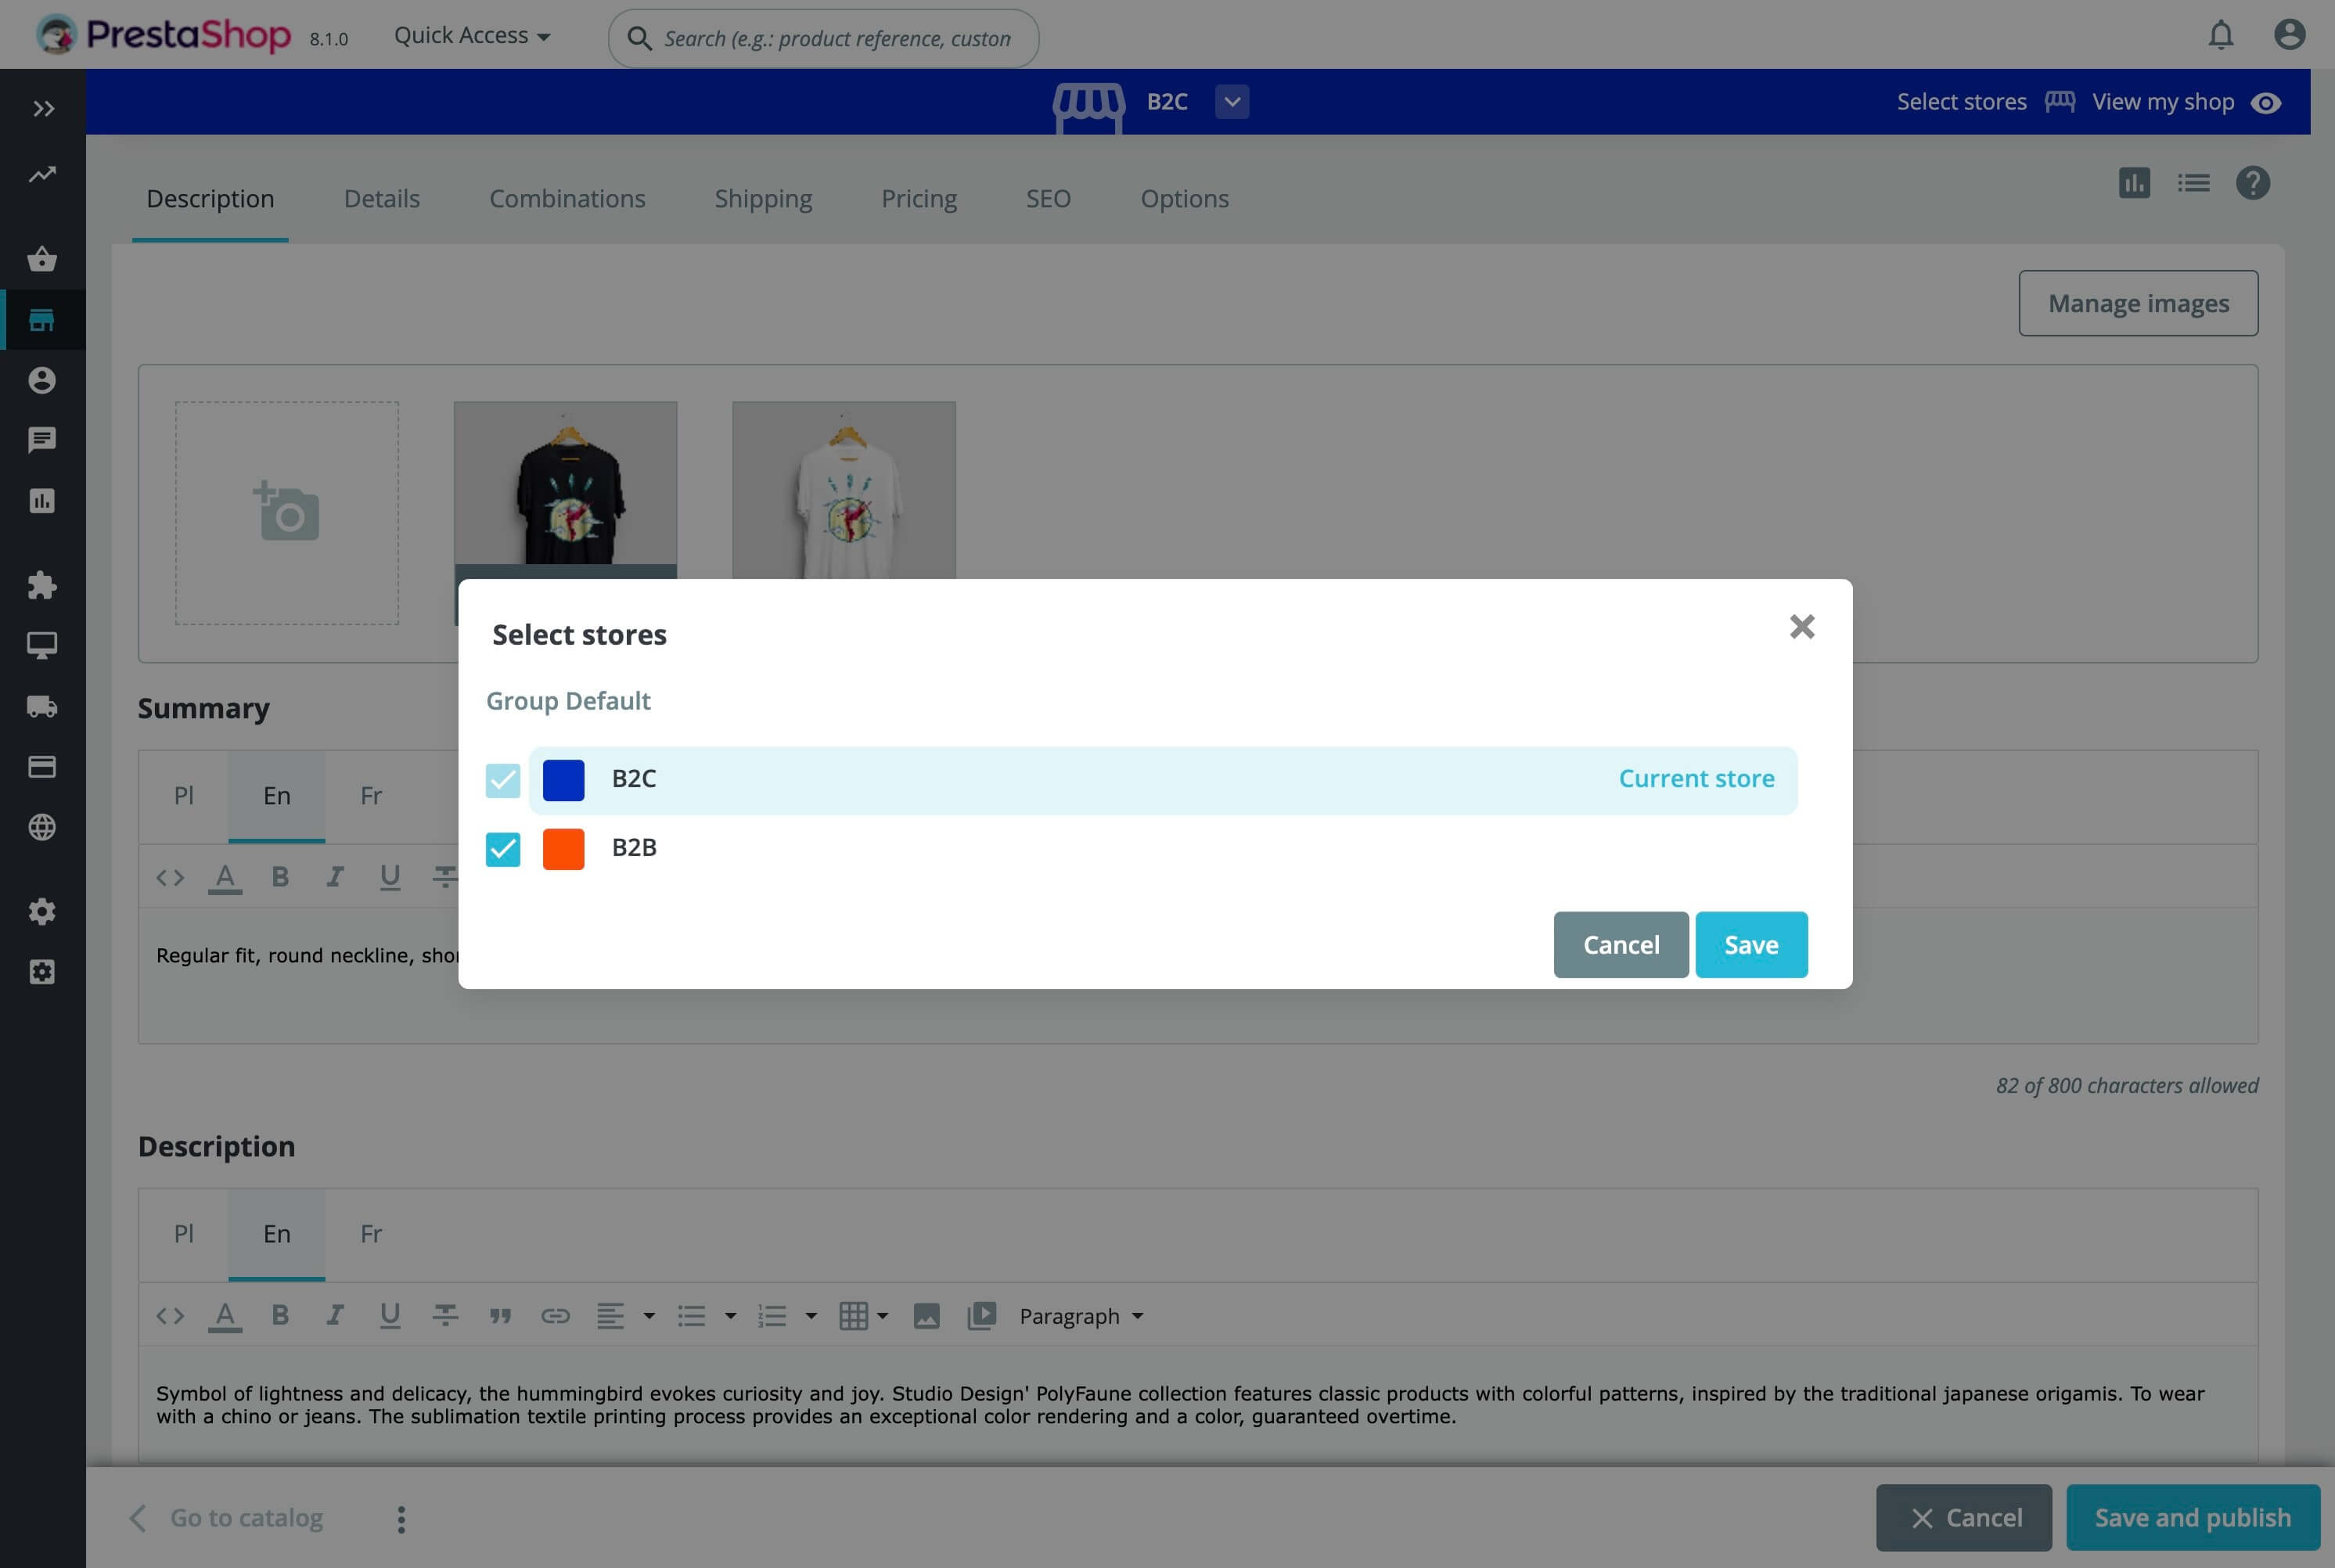 PrestaShop 8.1.0 Quick Access Search (e.g.: product reference, custon
B2C Select stores View my shop
Description Details Combinations Shipping Pricing SEO Options
Manage images
Select stores
Group Default
B2C Current store
B2B
Cancel Save
Summary
Pl En Fr
A B I U
Regular fit, round neckline, shor
82 of 800 characters allowed
Description
Pl En Fr
A B I U Paragraph
Symbol of lightness and delicacy, the hummingbird evokes curiosity and joy. Studio Design' PolyFaune collection features classic products with colorful patterns, inspired by the traditional japanese origamis. To wear
with a chino or jeans. The sublimation textile printing process provides an exceptional color rendering and a color, guaranteed overtime.
Go to catalog Cancel Save and publish